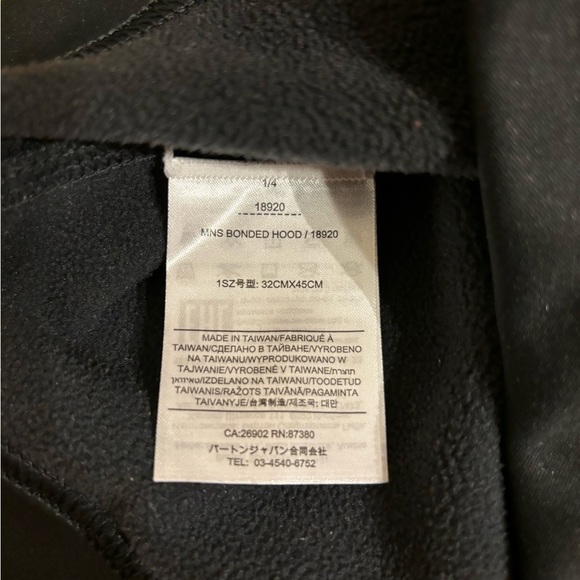 1/4
18920
MNS BONDED HOOD / 18920
1SZ号型: 32CMX45CM
MADE IN TAIWAN/FABRIQUÉ À
TAIWAN/СДЕЛАНО В ТАЙВАНЕ/VYROBENO
NA TAIWANU/WYPRODUKOWANO W
TAJWANIE/VYROBENÉ V TAIWANE/תוצרת
טאיוואן/IZDELANO NA TAIWANU/TOODETUD
TAIWANIS/RAŽOTS TAIVĀNĀ/PAGAMINTA
TAIVANYJE/台灣制造/제조국: 대만
CA:26902 RN:87380
バートンジャパン合同会社
TEL: 03-4540-6752